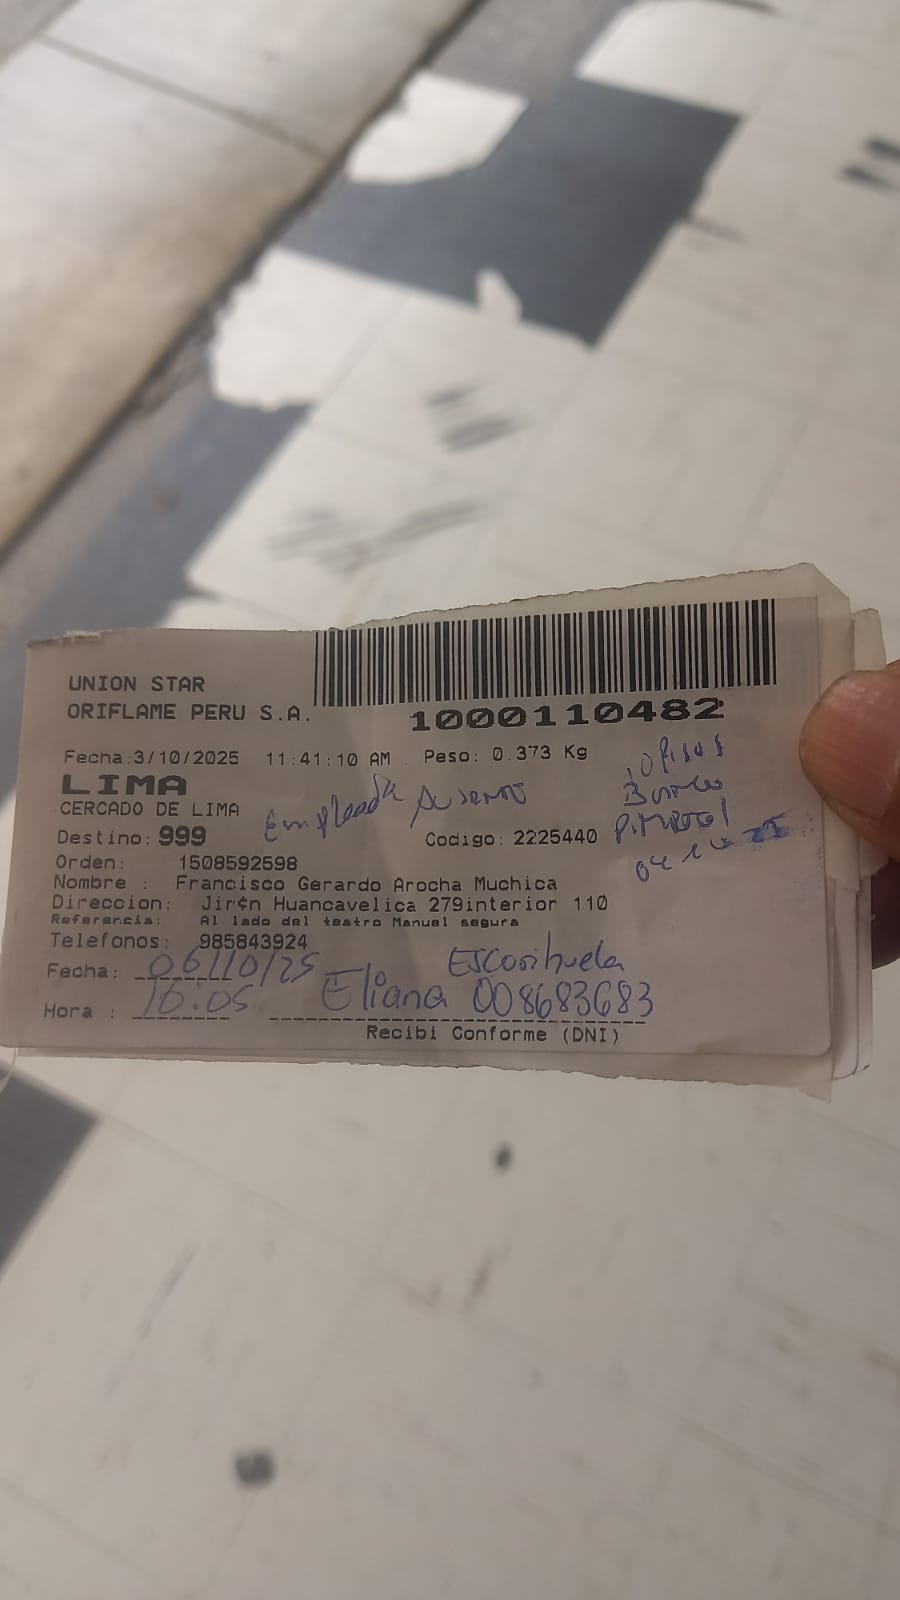 UNION STAR
ORIFLAME PERU S.A.
1000110482
Fecha:3/10/2025 11:41:10 AM Peso: 0.373 Kg
LIMA
CERCADO DE LIMA
Empleada
Destino: 999 Codigo: 2225440
Orden: 1508592598
Nombre : Francisco Gerardo Arocha Muchica
Direccion: Jir¢n Huancavelica 279interior 110
Referencia: Al lado del teatro Manuel segura
Telefonos: 985843924
Fecha: 06/10/25 Escorihuela
Hora : 16:05 Eliana 008683683
Recibi Conforme (DNI)